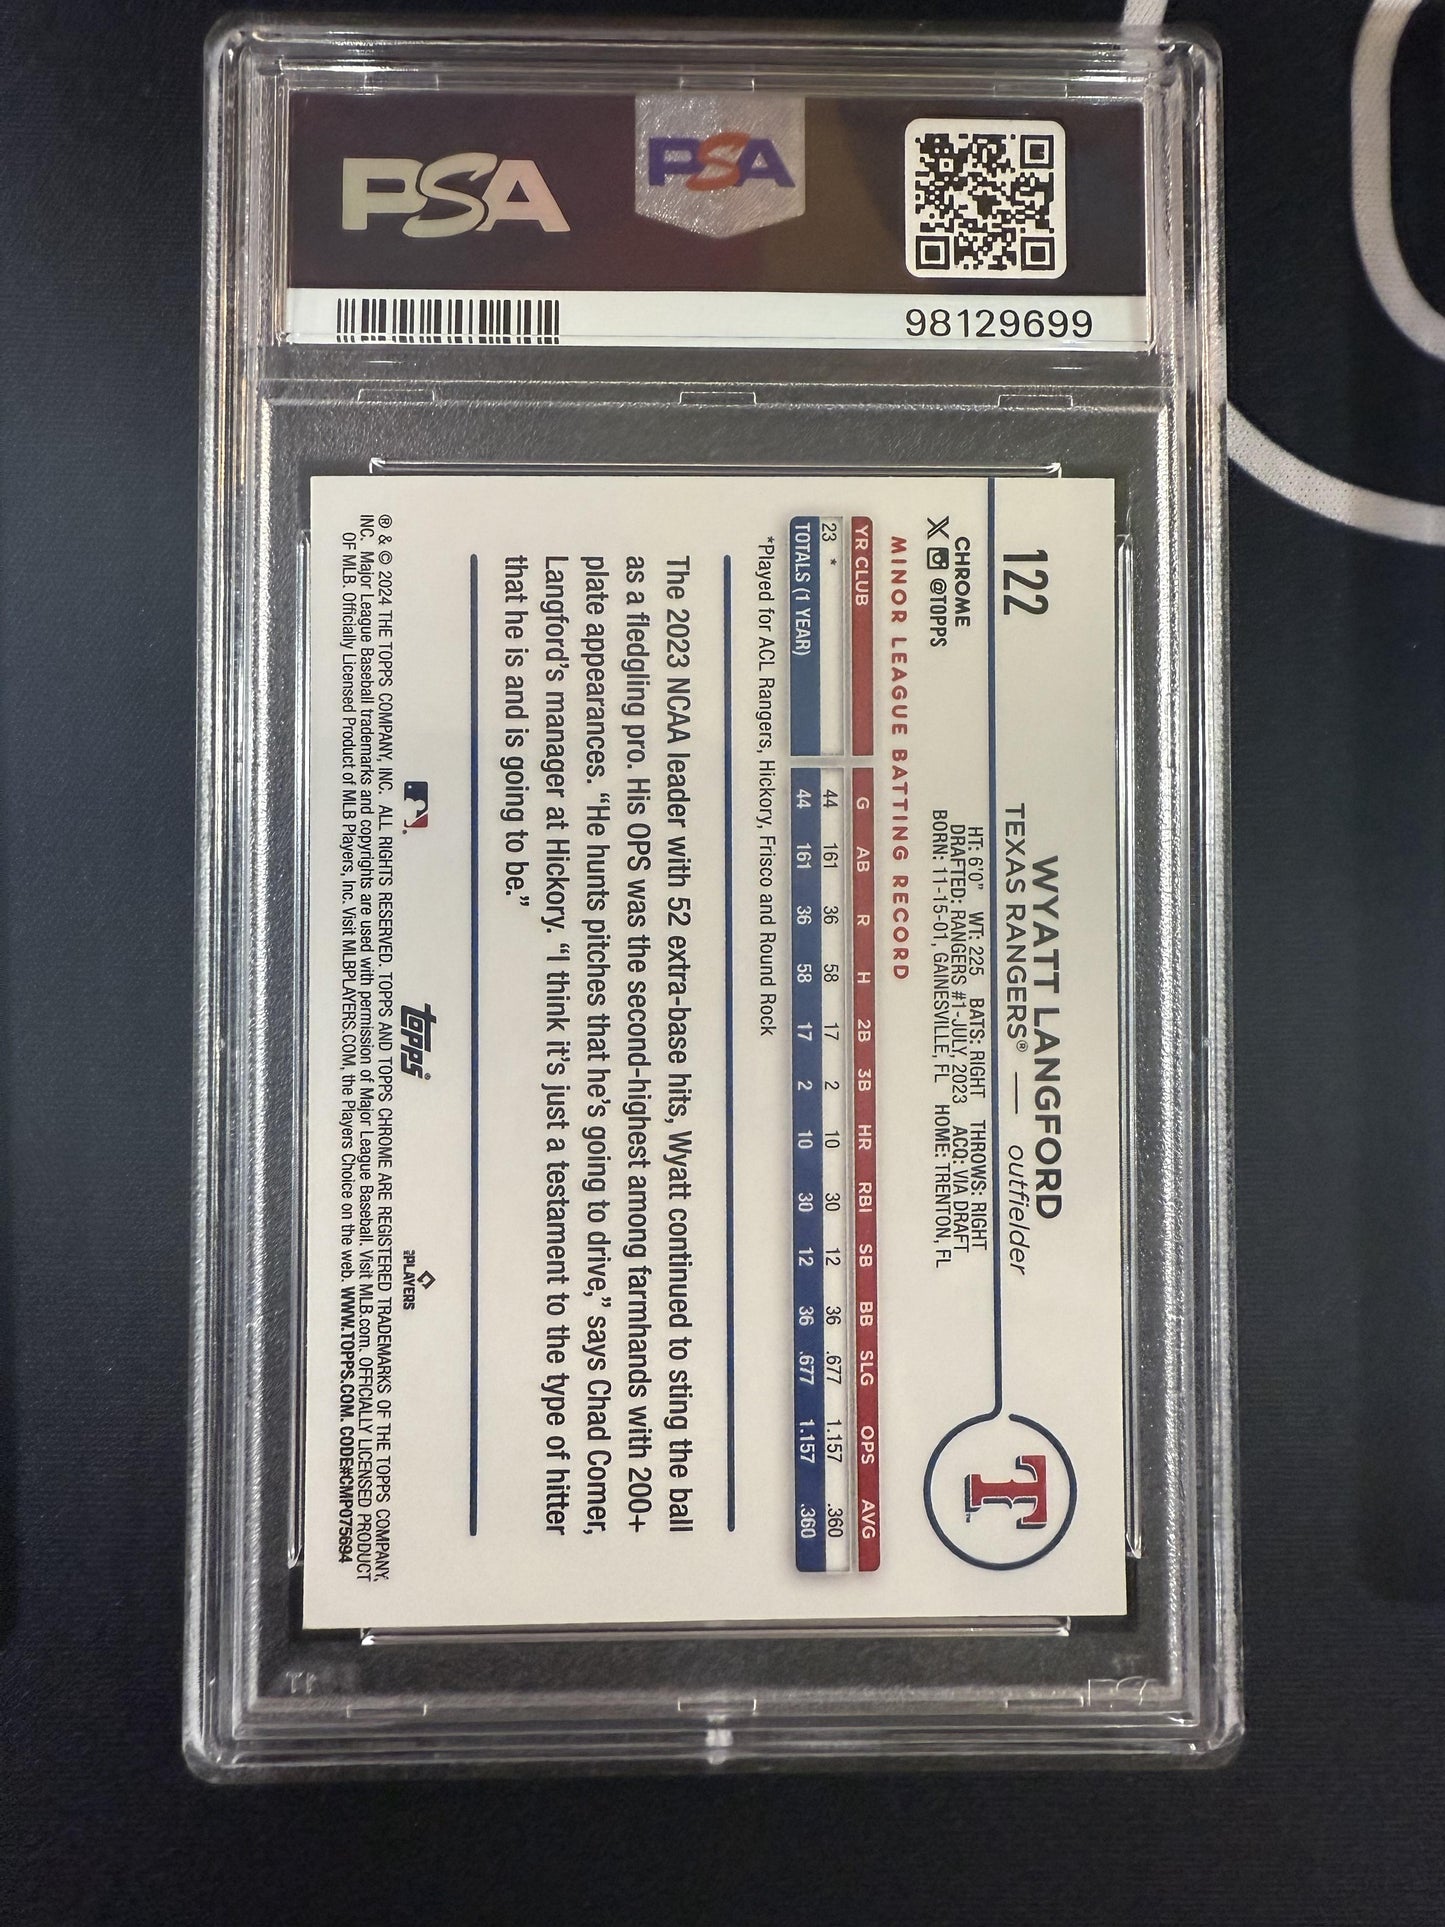 PSA
PSA
98129699
122
WYATT LANGFORD
TEXAS RANGERS® — outfielder
CHROME
@TOPPS
HT: 6'0" WT: 225 BATS: RIGHT THROWS: RIGHT
DRAFTED: RANGERS #1-JULY, 2023 ACQ: VIA DRAFT
BORN: 11-15-01, GAINESVILLE, FL HOME: TRENTON, FL
T
MINOR LEAGUE BATTING RECORD
YR CLUB G AB R H 2B 3B HR RBI SB BB SLG OPS AVG
23 * 44 161 36 58 17 2 10 30 12 36 .677 1.157 .360
TOTALS (1 YEAR) 44 161 36 58 17 2 10 30 12 36 .677 1.157 .360
*Played for ACL Rangers, Hickory, Frisco and Round Rock
The 2023 NCAA leader with 52 extra-base hits, Wyatt continued to sting the ball
as a fledgling pro. His OPS was the second-highest among farmhands with 200+
plate appearances. “He hunts pitches that he’s going to drive,” says Chad Comer,
Langford’s manager at Hickory. “I think it’s just a testament to the type of hitter
that he is and is going to be.”
topps®
PLAYERS
® & © 2024 THE TOPPS COMPANY, INC. ALL RIGHTS RESERVED. TOPPS AND TOPPS CHROME ARE REGISTERED TRADEMARKS OF THE TOPPS COMPANY,
INC. Major League Baseball trademarks and copyrights are used with permission of Major League Baseball. Visit MLB.com. OFFICIALLY LICENSED PRODUCT
OF MLB. Officially Licensed Product of MLB Players, Inc. Visit MLBPLAYERS.COM, the Players Choice on the web. WWW.TOPPS.COM. CODE#CMP075694